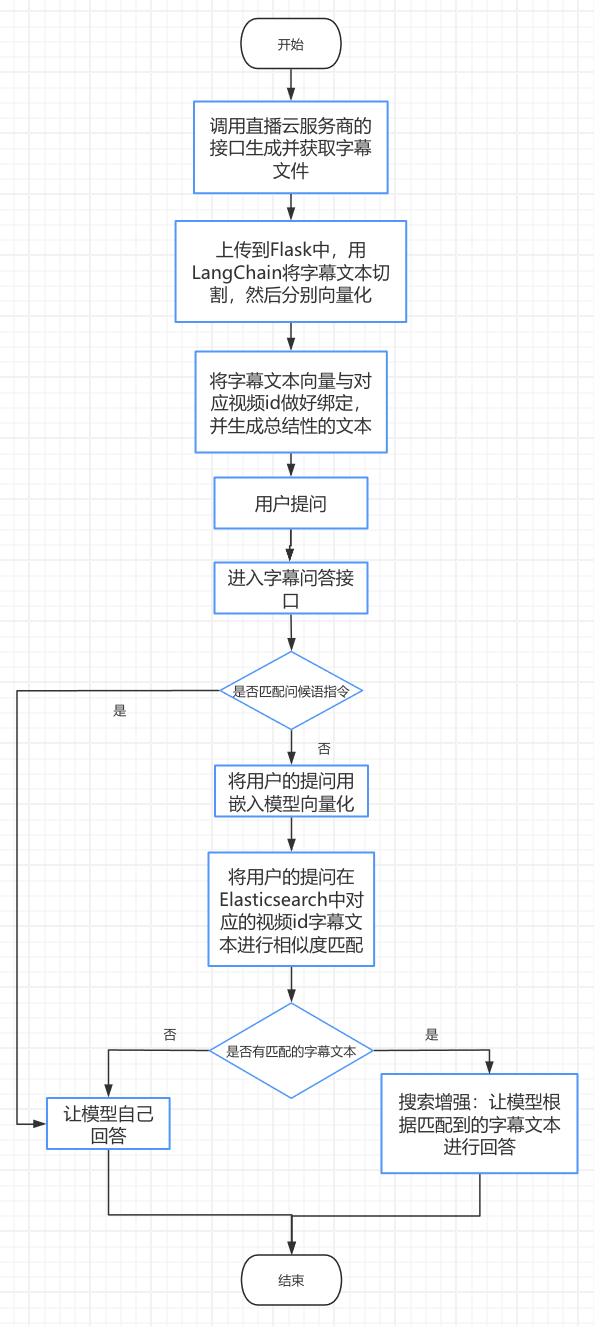 开始
调用直播云服务商的
接口生成并获取字幕
文件
上传到Flask中，用
LangChain将字幕文本切
割，然后分别向量化
将字幕文本向量与对
应视频id做好绑定，
并生成总结性的文本
用户提问
进入字幕问答接
口
是否匹配问候语指令
是
否
将用户的提问用
嵌入模型向量化
将用户的提问在
Elasticsearch中对
应的视频id字幕文
本进行相似度匹配
否
是
是否有匹配的字幕文本
让模型自己
回答
搜索增强：让模型根
据匹配到的字幕文本
进行回答
结束